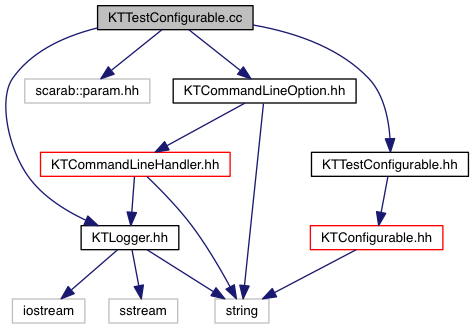 KTTestConfigurable.cc
scarab::param.hh
KTCommandLineOption.hh
KTCommandLineHandler.hh
KTTestConfigurable.hh
KTLogger.hh
KTConfigurable.hh
iostream
sstream
string